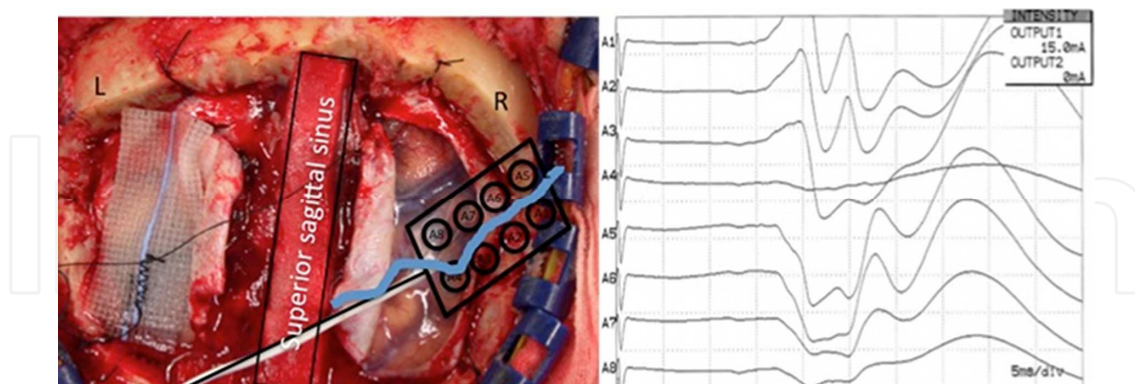 L
R
Superior sagittal sinus
A5
A6
A7
A8
A1
A2
A3
A4
A5
A6
A7
A8
INTENSITY
OUTPUT1
15.0mA
OUTPUT2
0mA
5ms/div